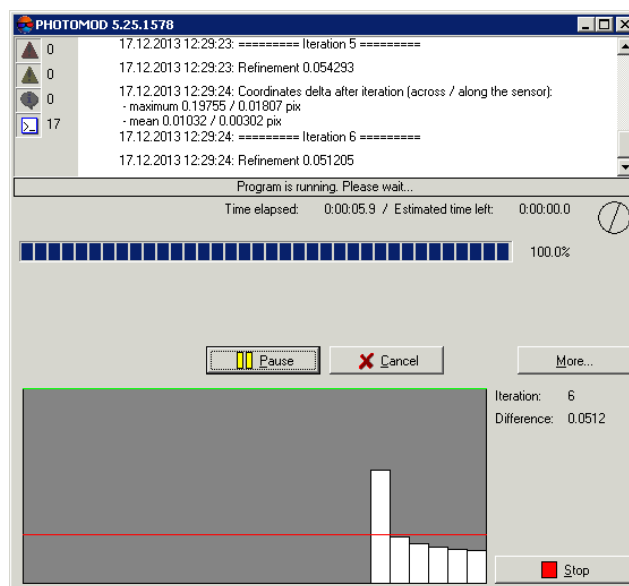 PHOTOMOD 5.25.1578
0
0
0
17
17.12.2013 12:29:23: ========= Iteration 5 =========
17.12.2013 12:29:23: Refinement 0.054293
17.12.2013 12:29:24: Coordinates delta after iteration (across / along the sensor):
- maximum 0.19755 / 0.01807 pix
- mean 0.01032 / 0.00302 pix
17.12.2013 12:29:24: ========= Iteration 6 =========
17.12.2013 12:29:24: Refinement 0.051205
Program is running. Please wait...
Time elapsed: 0:00:05.9 / Estimated time left: 0:00:00.0
100.0%
Pause Cancel More...
Iteration: 6
Difference: 0.0512
Stop